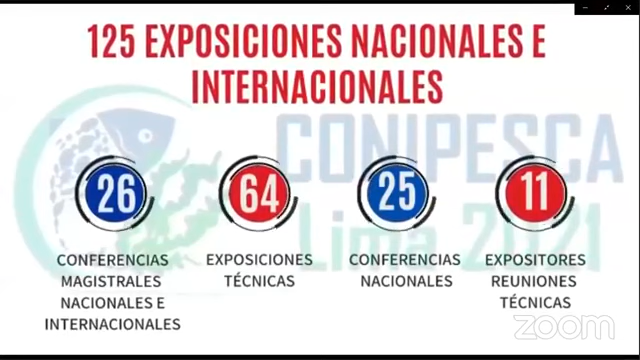 125 EXPOSICIONES NACIONALES E
INTERNACIONALES
CONIPESCA
Lima 2021
26
64
25
11
CONFERENCIAS
MAGISTRALES
NACIONALES E
INTERNACIONALES
EXPOSICIONES
TÉCNICAS
CONFERENCIAS
NACIONALES
EXPOSITORES
REUNIONES
TÉCNICAS
zoom